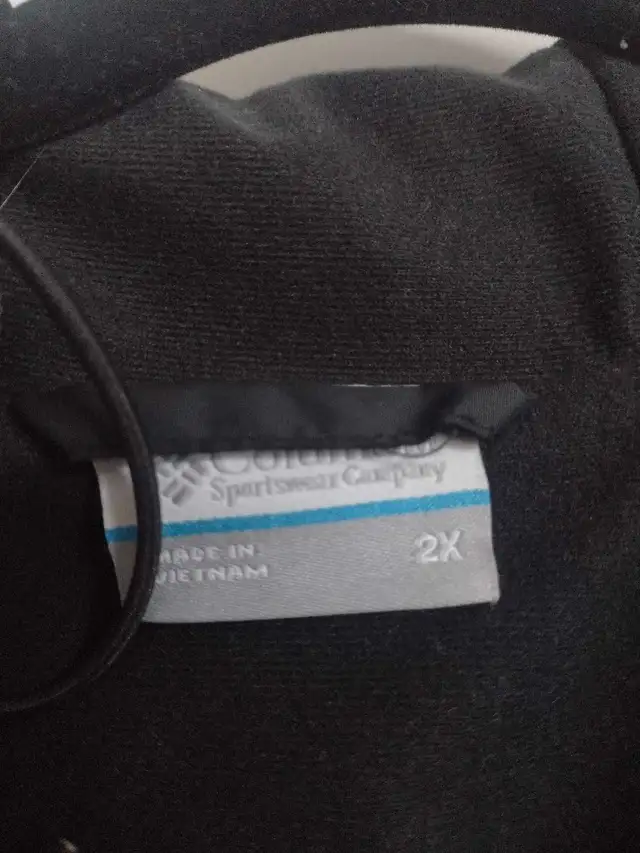 Columbia
Sportswear Company
MADE IN
VIETNAM
2X